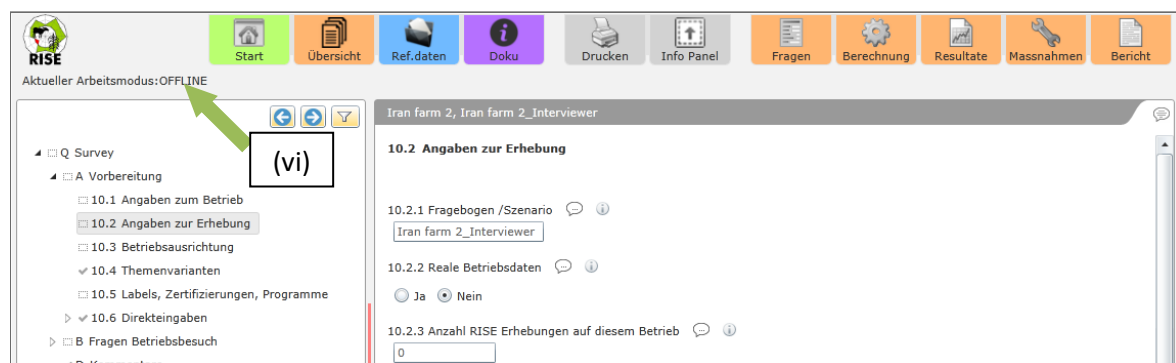 RISE
Start
Übersicht
Ref.daten
Doku
Drucken
Info Panel
Fragen
Berechnung
Resultate
Massnahmen
Bericht
Aktueller Arbeitsmodus:OFFLINE
(vi)
Q Survey
A Vorbereitung
10.1 Angaben zum Betrieb
10.2 Angaben zur Erhebung
10.3 Betriebsausrichtung
10.4 Themenvarianten
10.5 Labels, Zertifizierungen, Programme
10.6 Direkteingaben
B Fragen Betriebsbesuch
Iran farm 2, Iran farm 2_Interviewer
10.2 Angaben zur Erhebung
10.2.1 Fragebogen /Szenario
Iran farm 2_Interviewer
10.2.2 Reale Betriebsdaten
Ja Nein
10.2.3 Anzahl RISE Erhebungen auf diesem Betrieb
0